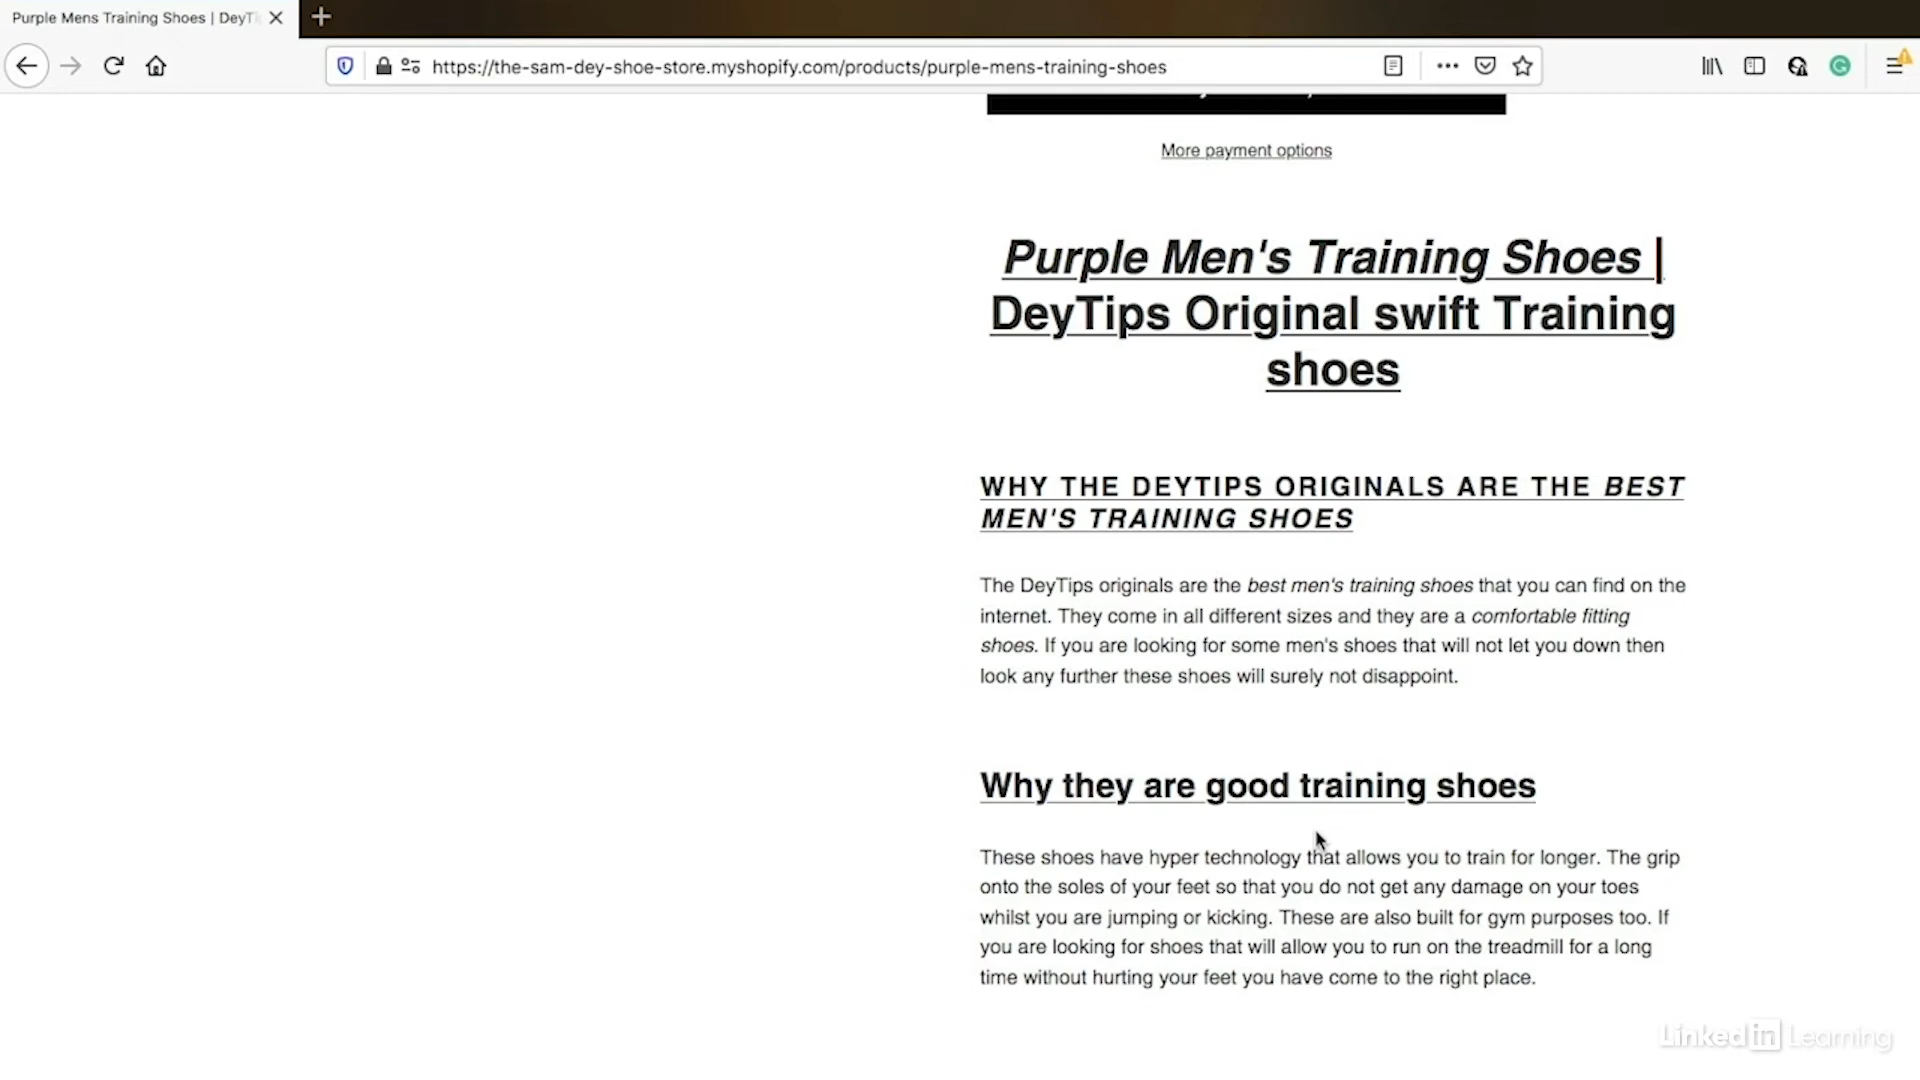 Purple Mens Training Shoes | DeyTi
https://the-sam-dey-shoe-store.myshopify.com/products/purple-mens-training-shoes
More payment options
Purple Men's Training Shoes |
DeyTips Original swift Training
shoes
WHY THE DEYTIPS ORIGINALS ARE THE BEST
MEN'S TRAINING SHOES
The DeyTips originals are the best men's training shoes that you can find on the
internet. They come in all different sizes and they are a comfortable fitting
shoes. If you are looking for some men's shoes that will not let you down then
look any further these shoes will surely not disappoint.
Why they are good training shoes
These shoes have hyper technology that allows you to train for longer. The grip
onto the soles of your feet so that you do not get any damage on your toes
whilst you are jumping or kicking. These are also built for gym purposes too. If
you are looking for shoes that will allow you to run on the treadmill for a long
time without hurting your feet you have come to the right place.
Linked in Learning